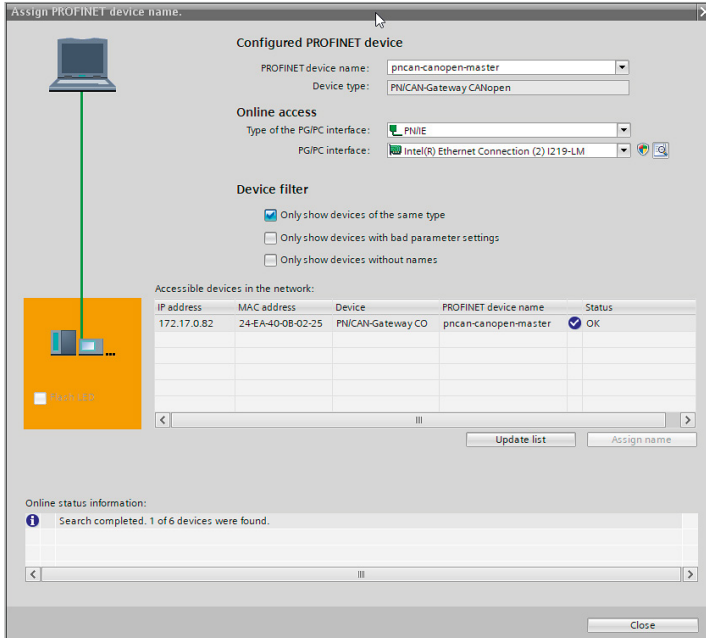 Assign PROFINET device name.
Configured PROFINET device
PROFINET device name: pncan-canopen-master
Device type: PN/CAN-Gateway CANopen
Online access
Type of the PG/PC interface: PN/IE
PG/PC interface: Intel(R) Ethernet Connection (2) I219-LM
Device filter
Only show devices of the same type
Only show devices with bad parameter settings
Only show devices without names
Accessible devices in the network:
IP address MAC address Device PROFINET device name Status
172.17.0.82 24-EA-40-0B-02-25 PN/CAN-Gateway CO pncan-canopen-master OK
Update list Assign name
Online status information:
Search completed. 1 of 6 devices were found.
Close